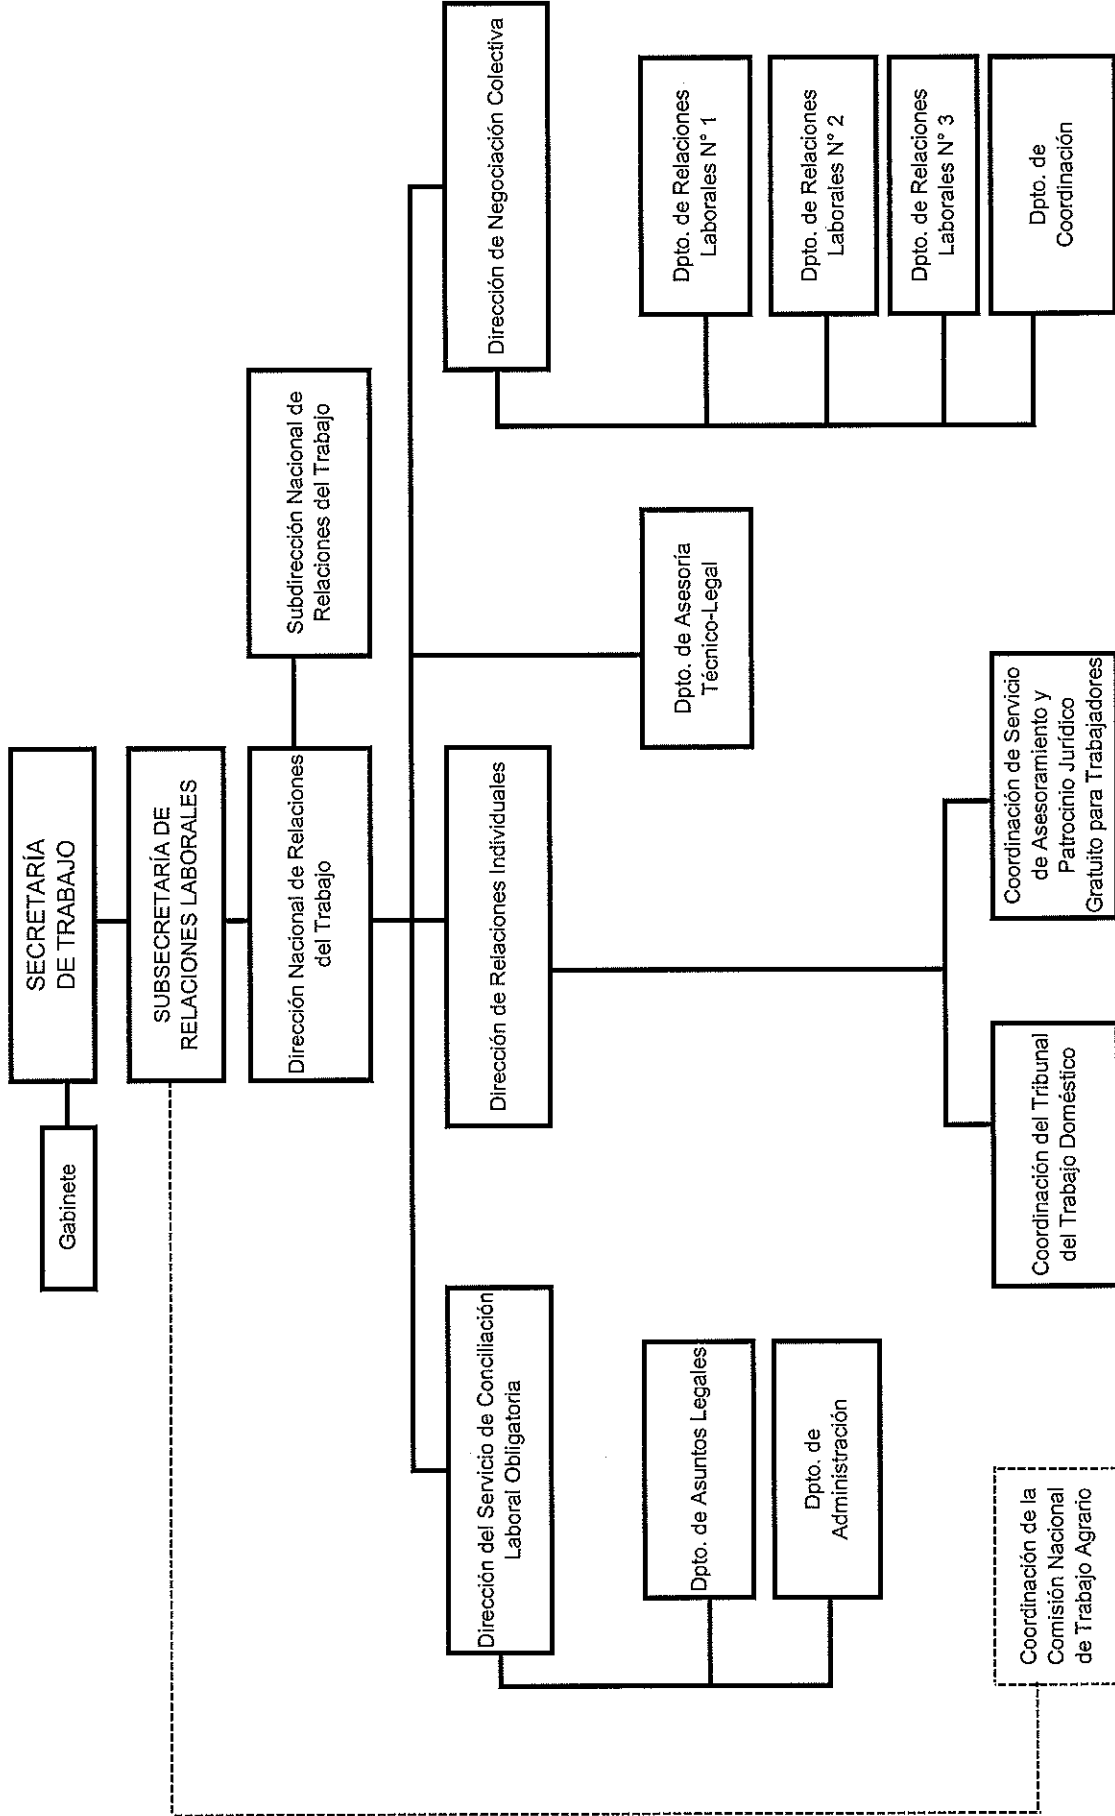 SECRETARÍA
DE TRABAJO
Gabinete
SUBSECRETARÍA DE
RELACIONES LABORALES
Dirección Nacional de Relaciones
del Trabajo
Subdirección Nacional de
Relaciones del Trabajo
Dirección del Servicio de Conciliación
Laboral Obligatoria
Dirección de Relaciones Individuales
Dirección de Negociación Colectiva
Dpto. de Asuntos Legales
Dpto. de
Administración
Dpto. de Asesoría
Técnico-Legal
Dpto. de Relaciones
Laborales N° 1
Dpto. de Relaciones
Laborales N° 2
Dpto. de Relaciones
Laborales N° 3
Dpto. de
Coordinación
Coordinación de la
Comisión Nacional
de Trabajo Agrario
Coordinación del Tribunal
del Trabajo Doméstico
Coordinación de Servicio
de Asesoramiento y
Patrocinio Jurídico
Gratuito para Trabajadores